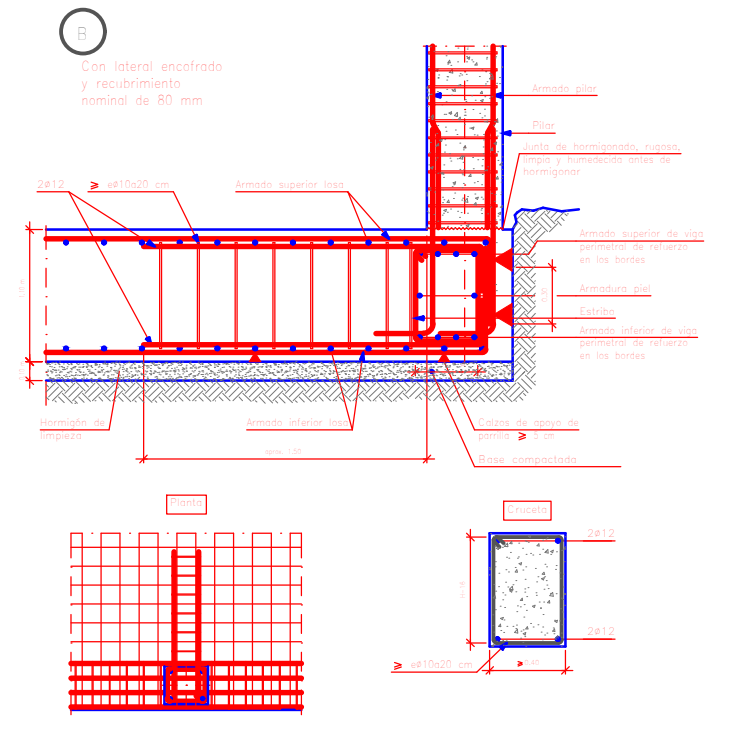 B
Con lateral encofrado
y recubrimiento
nominal de 80 mm
Armado pilar
Pilar
Junta de hormigonado, rugosa,
limpia y humedecida antes de
hormigonar
2ø12
⩾ eø10a20 cm
Armado superior losa
Armado superior de viga
perimetral de refuerzo
en los bordes
Armadura piel
Estribo
Armado inferior de viga
perimetral de refuerzo
en los bordes
Hormigón de
limpieza
Armado inferior losa
Calzos de apoyo de
parrilla ⩾ 5 cm
Base compactada
Planta
Cruceta
2ø12
2ø12
⩾ eø10a20 cm